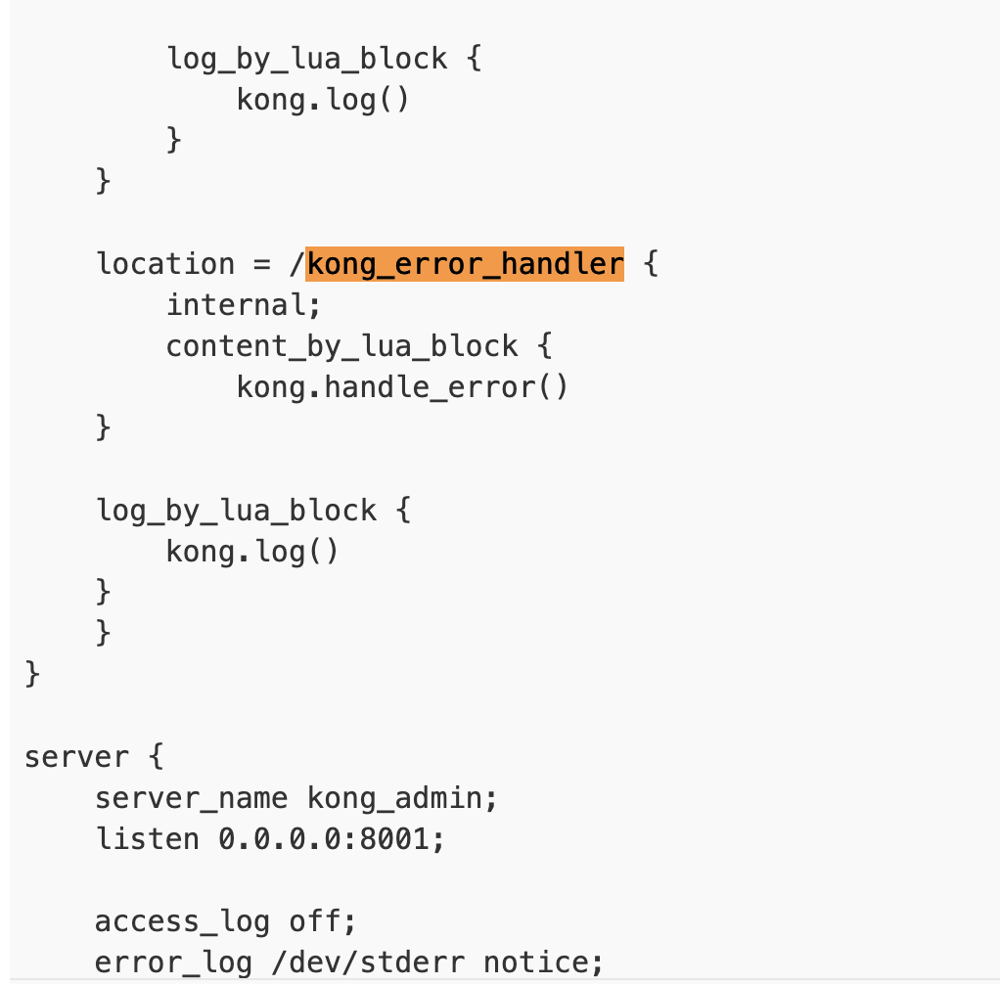 log_by_lua_block {
kong.log()
}
}
location = /kong_error_handler {
internal;
content_by_lua_block {
kong.handle_error()
}
log_by_lua_block {
kong.log()
}
}
}
server {
server_name kong_admin;
listen 0.0.0.0:8001;
access_log off;
error_log /dev/stderr notice;